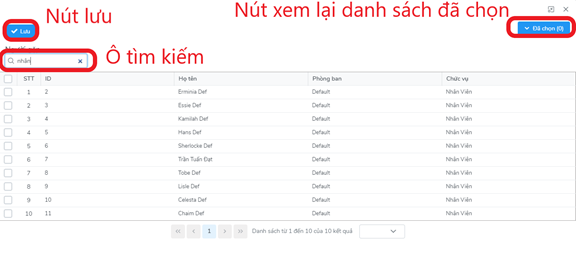 Nút lưu
Nút xem lại danh sách đã chọn
Lưu
Đã chọn (0)
Ô tìm kiếm
nhân
STT ID Họ tên Phòng ban Chức vụ
1 2 Erminia Def Default Nhân Viên
2 3 Essie Def Default Nhân Viên
3 4 Kamilah Def Default Nhân Viên
4 5 Hans Def Default Nhân Viên
5 6 Sherlocke Def Default Nhân Viên
6 7 Trần Tuấn Đạt Default Nhân Viên
7 8 Tobe Def Default Nhân Viên
8 9 Lisle Def Default Nhân Viên
9 10 Celesta Def Default Nhân Viên
10 11 Chaim Def Default Nhân Viên
1 Danh sách từ 1 đến 10 của 10 kết quả